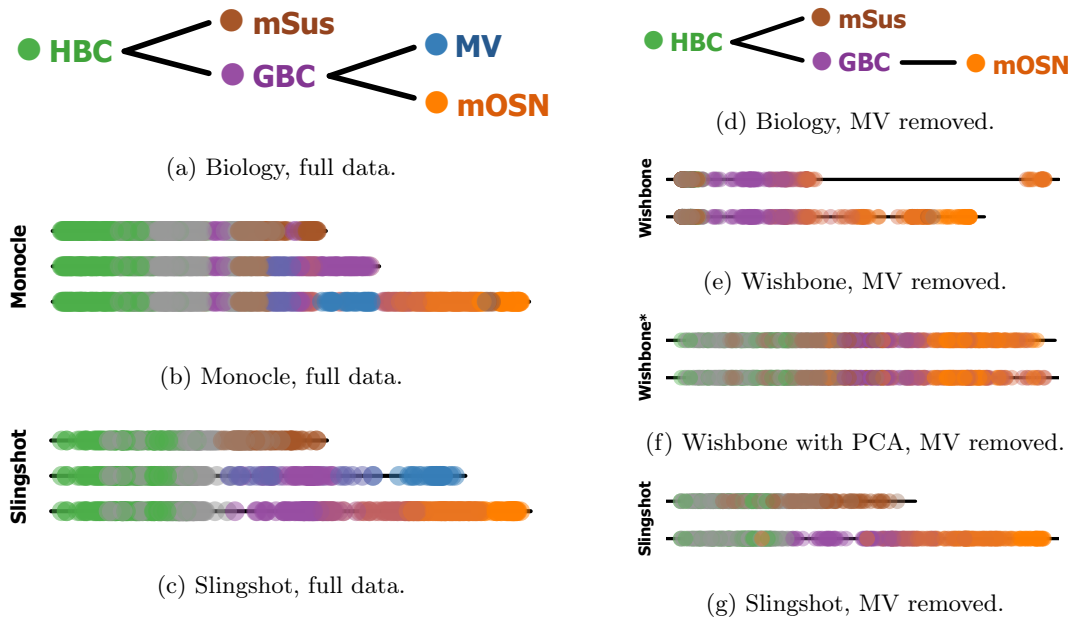 HBC
mSus
GBC
MV
mOSN
(a) Biology, full data.
Monocle
(b) Monocle, full data.
Slingshot
(c) Slingshot, full data.
HBC
mSus
GBC
mOSN
(d) Biology, MV removed.
Wishbone
(e) Wishbone, MV removed.
Wishbone*
(f) Wishbone with PCA, MV removed.
Slingshot
(g) Slingshot, MV removed.